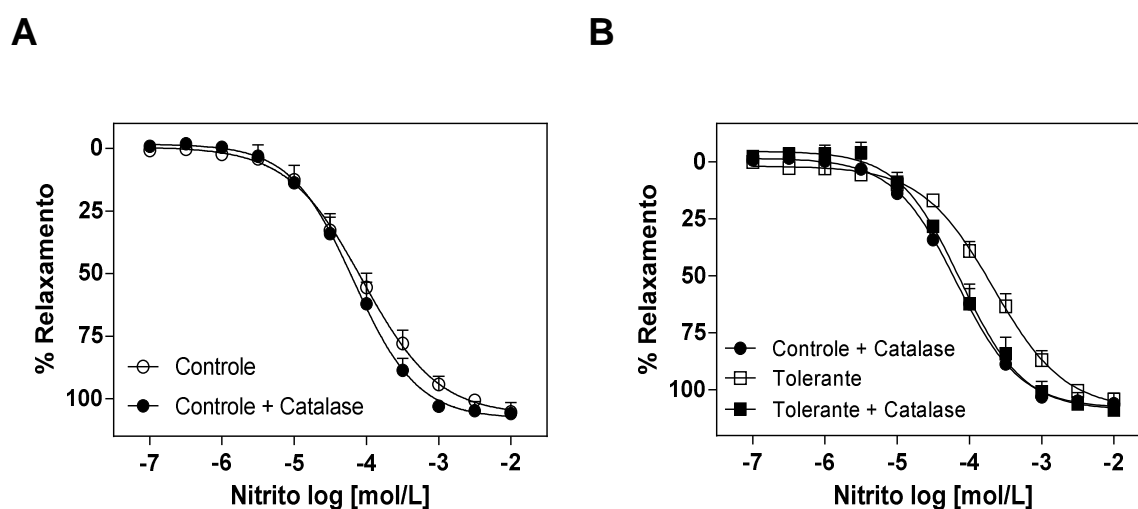 A
B
% Relaxamento
0
25
50
75
100
Controle
Controle + Catalase
-7 -6 -5 -4 -3 -2
Nitrito log [mol/L]
% Relaxamento
0
25
50
75
100
Controle + Catalase
Tolerante
Tolerante + Catalase
-7 -6 -5 -4 -3 -2
Nitrito log [mol/L]